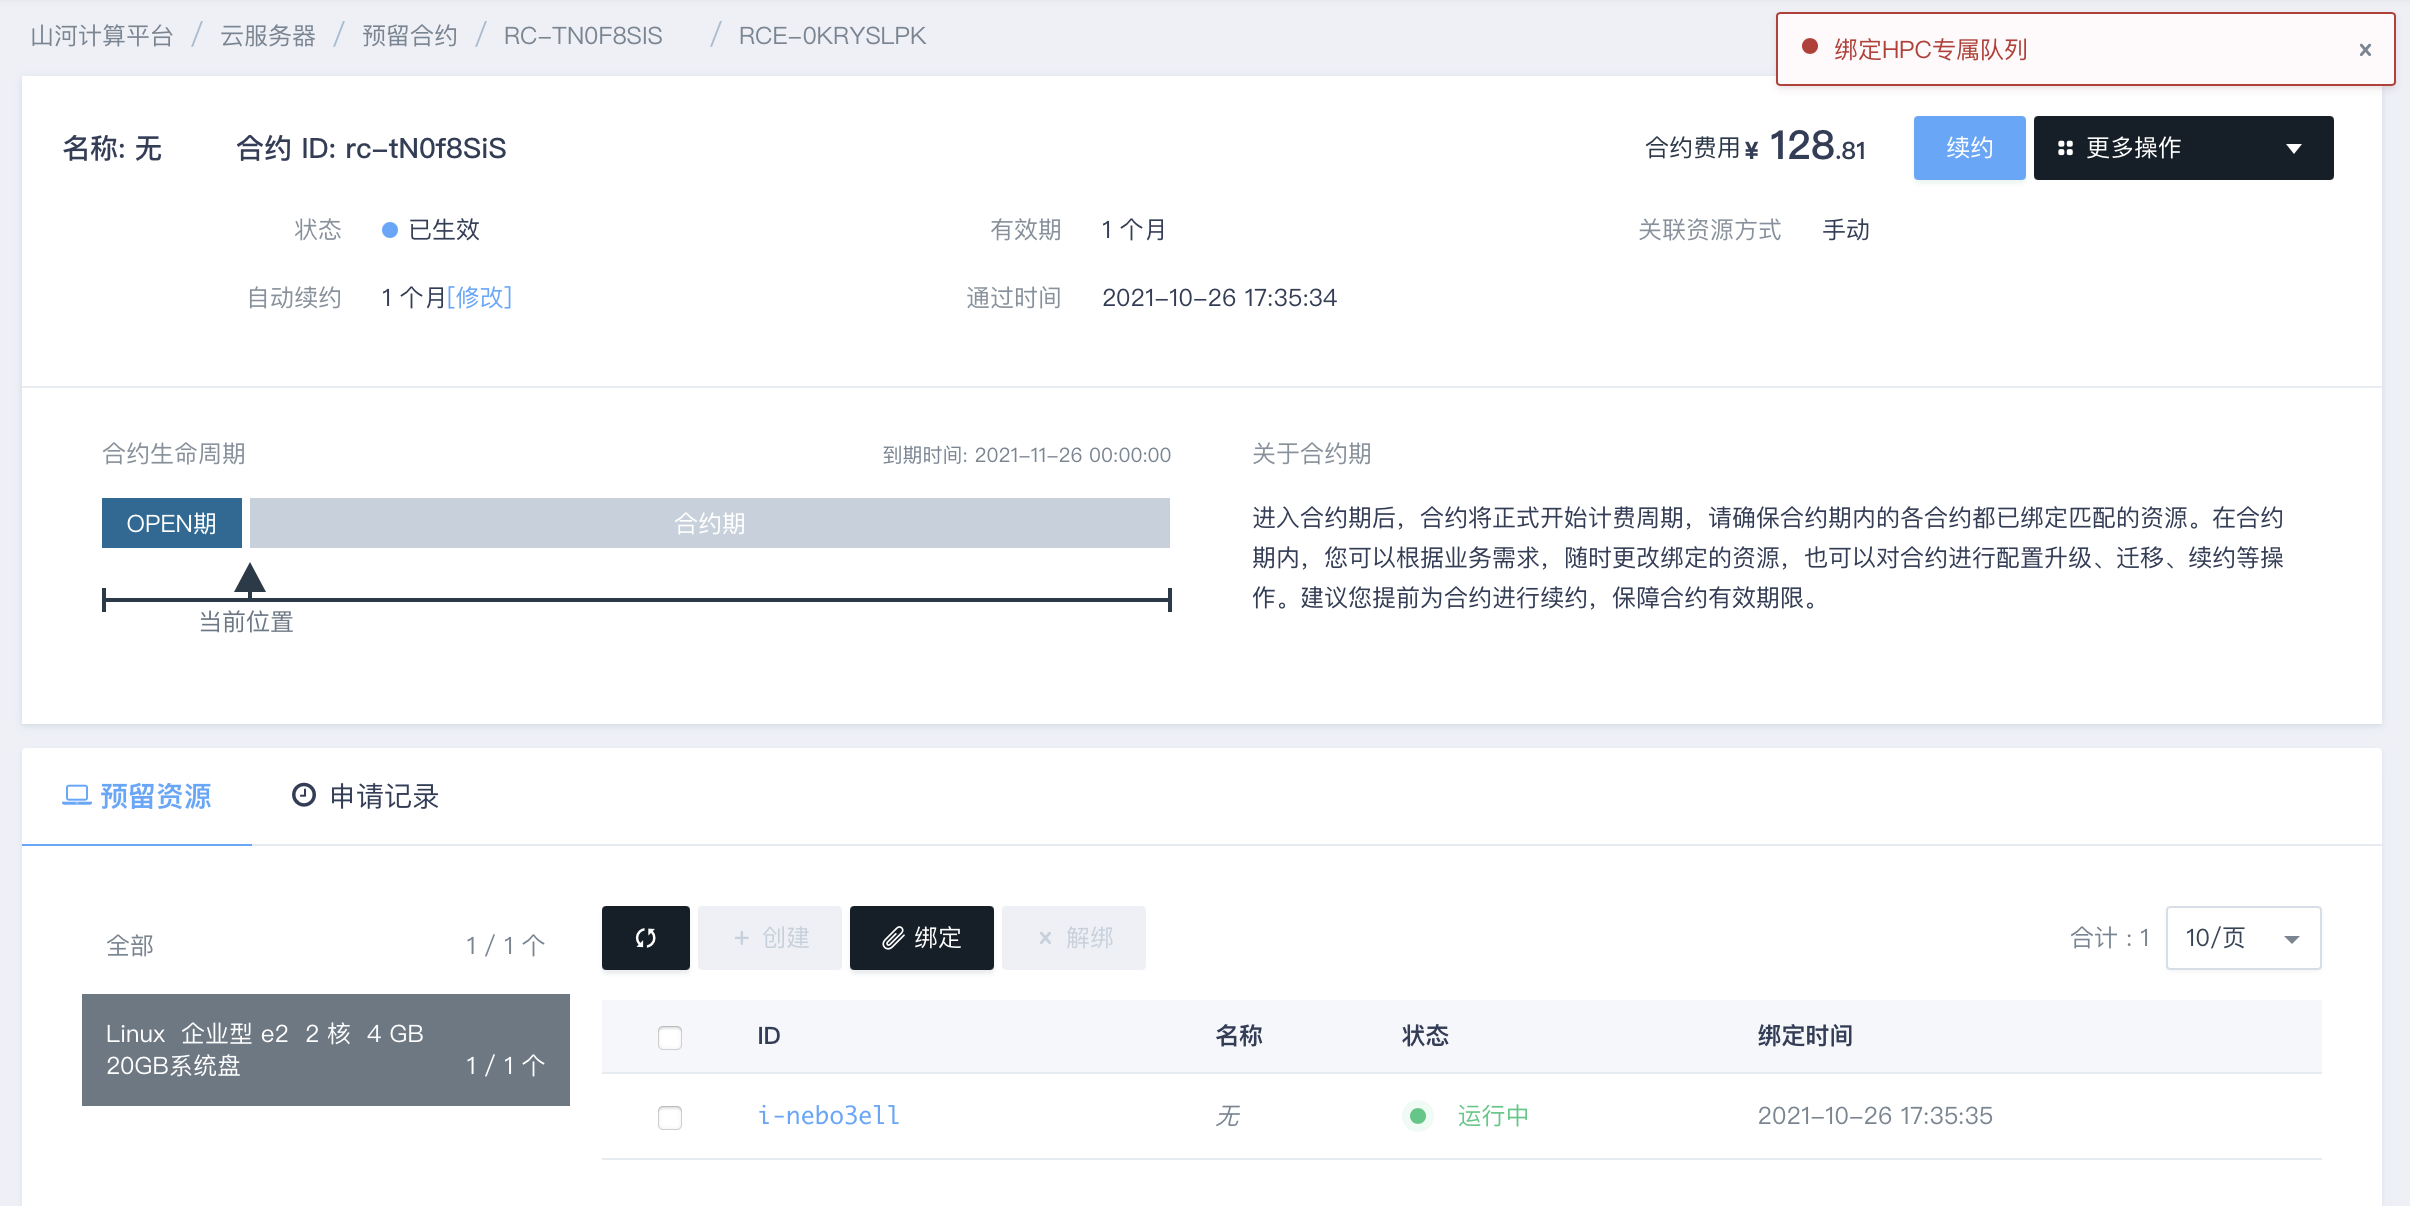 山河计算平台 / 云服务器 / 预留合约 / RC-TN0F8SIS / RCE-0KRYSLPK
绑定HPC专属队列 ×
名称: 无 合约 ID: rc-tN0f8SiS 合约费用¥ 128.81 续约 更多操作
状态 已生效 有效期 1 个月 关联资源方式 手动
自动续约 1 个月[修改] 通过时间 2021-10-26 17:35:34
合约生命周期 到期时间: 2021-11-26 00:00:00
OPEN期 合约期
当前位置
关于合约期
进入合约期后，合约将正式开始计费周期，请确保合约期内的各合约都已绑定匹配的资源。在合约
期内，您可以根据业务需求，随时更改绑定的资源，也可以对合约进行配置升级、迁移、续约等操
作。建议您提前为合约进行续约，保障合约有效期限。
预留资源 申请记录
全部 1 / 1 个
Linux 企业型 e2 2 核 4 GB
20GB系统盘 1 / 1 个
+ 创建 绑定 × 解绑 合计 : 1 10/页
ID 名称 状态 绑定时间
i-nebo3ell 无 运行中 2021-10-26 17:35:35